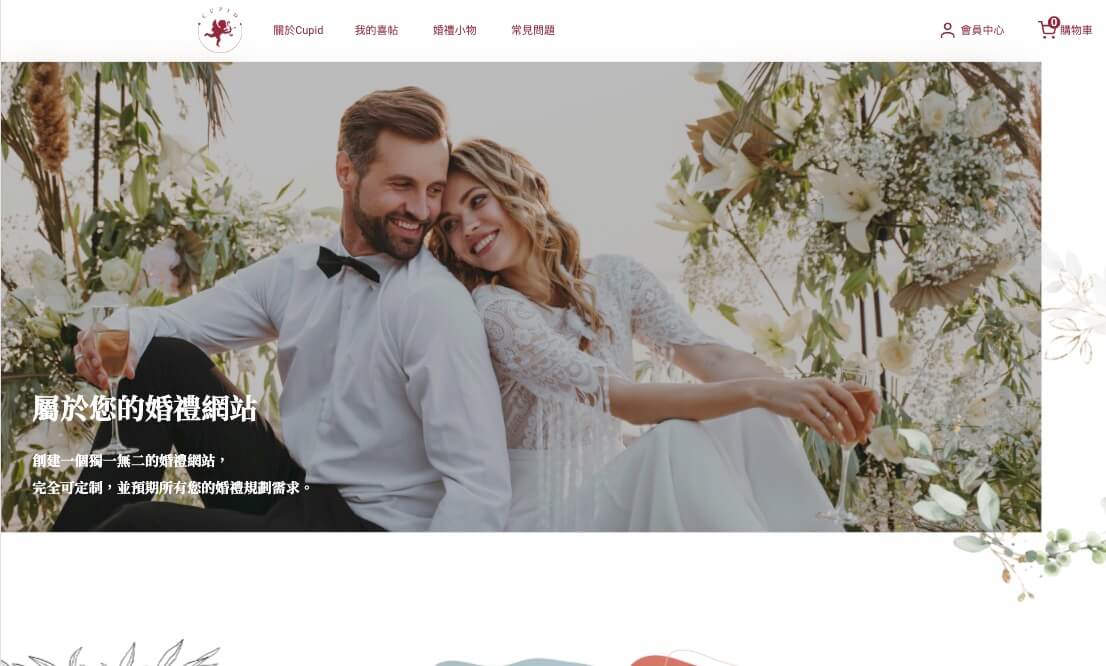 CUPID
關於Cupid
我的喜帖
婚禮小物
常見問題
會員中心
0
購物車
屬於您的婚禮網站
創建一個獨一無二的婚禮網站，
完全可定制，並預期所有您的婚禮規劃需求。